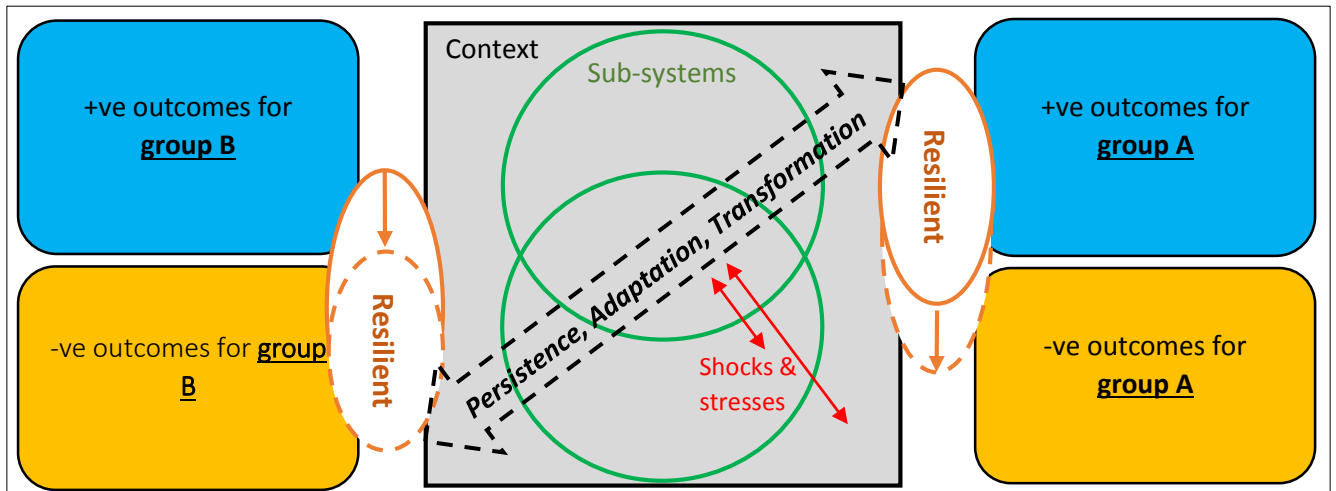 +ve outcomes for
group B
-ve outcomes for group
B
Resilient
Context
Sub-systems
Persistence, Adaptation, Transformation
Shocks &
stresses
Resilient
+ve outcomes for
group A
-ve outcomes for
group A